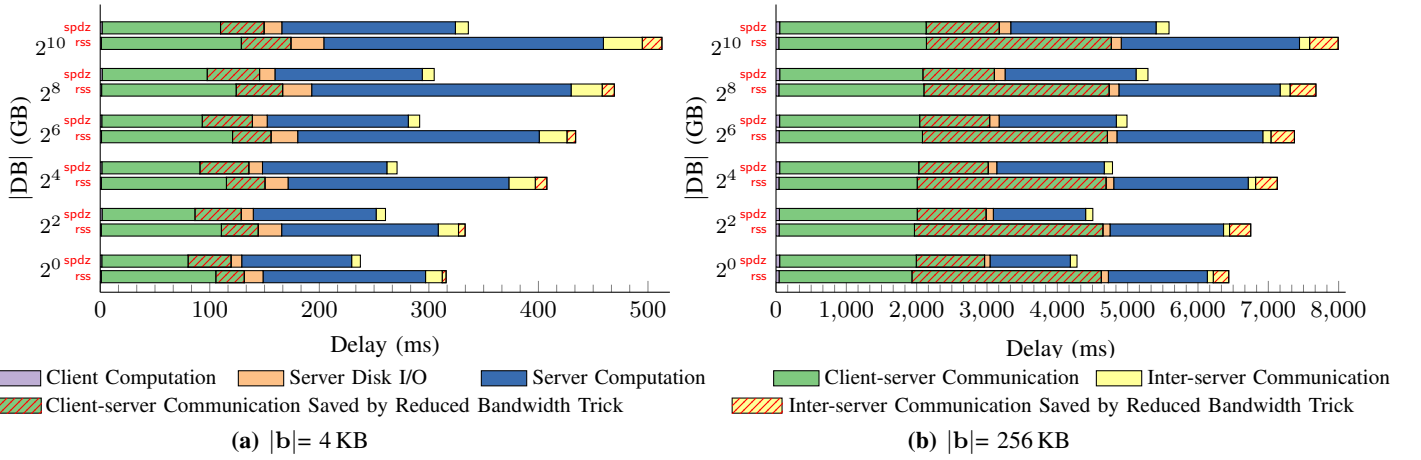 |DB| (GB)
2^10 spdz
rss
2^8 spdz
rss
2^6 spdz
rss
2^4 spdz
rss
2^2 spdz
rss
2^0 spdz
rss
0 100 200 300 400 500
Delay (ms)
|DB| (GB)
2^10 spdz
rss
2^8 spdz
rss
2^6 spdz
rss
2^4 spdz
rss
2^2 spdz
rss
2^0 spdz
rss
0 1,000 2,000 3,000 4,000 5,000 6,000 7,000 8,000
Delay (ms)
Client Computation Server Disk I/O Server Computation Client-server Communication Inter-server Communication
Client-server Communication Saved by Reduced Bandwidth Trick Inter-server Communication Saved by Reduced Bandwidth Trick
(a) |b|= 4 KB
(b) |b|= 256 KB